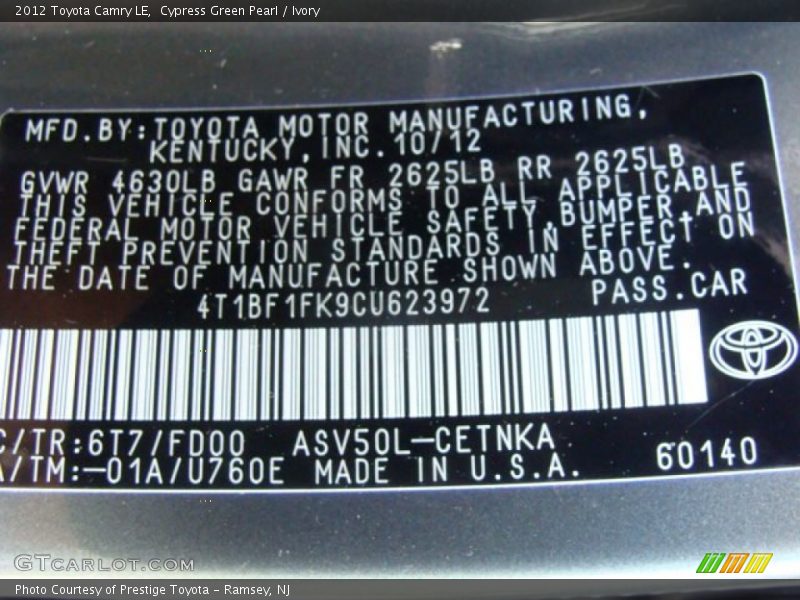 2012 Toyota Camry LE,  Cypress Green Pearl / Ivory
MFD.BY:TOYOTA MOTOR MANUFACTURING,
KENTUCKY,INC.10/12
GVWR 4630LB GAWR FR 2625LB RR 2625LB
THIS VEHICLE CONFORMS TO ALL APPLICABLE
FEDERAL MOTOR VEHICLE SAFETY,BUMPER,AND
THEFT PREVENTION STANDARDS IN EFFECT ON
THE DATE OF MANUFACTURE SHOWN ABOVE.
4T1BF1FK9CU623972 PASS.CAR
C/TR:6T7/FD00 ASV50L-CETNKA
A/TM:-01A/U760E MADE IN U.S.A. 60140
GTCARLOT.COM
Photo Courtesy of Prestige Toyota - Ramsey, NJ